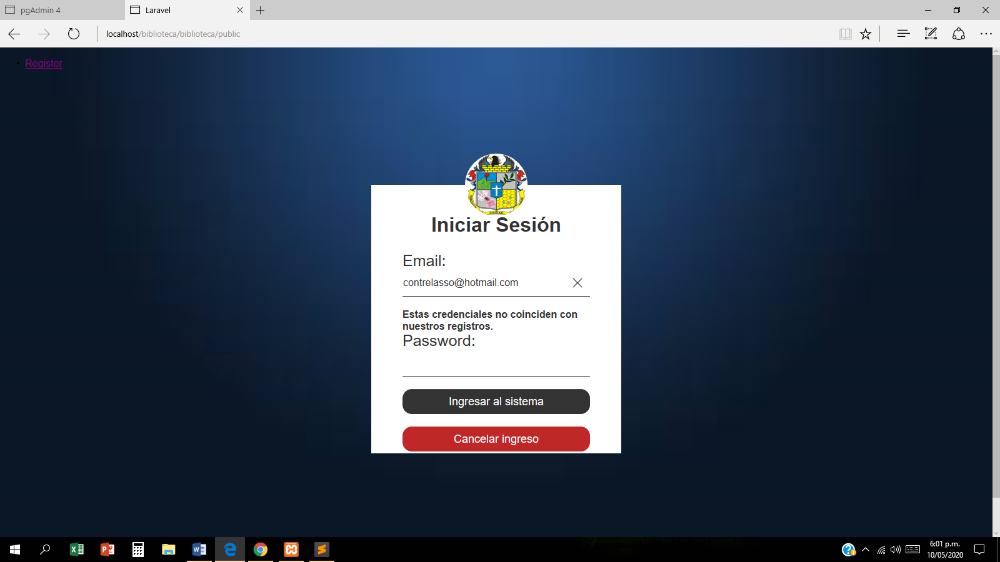 pgAdmin 4
Laravel
localhost/biblioteca/biblioteca/public
Register
CIUDAD
Iniciar Sesión
Email:
contrelasso@hotmail.com
Estas credenciales no coinciden con
nuestros registros.
Password:
Ingresar al sistema
Cancelar ingreso
6:01 p.m.
10/05/2020